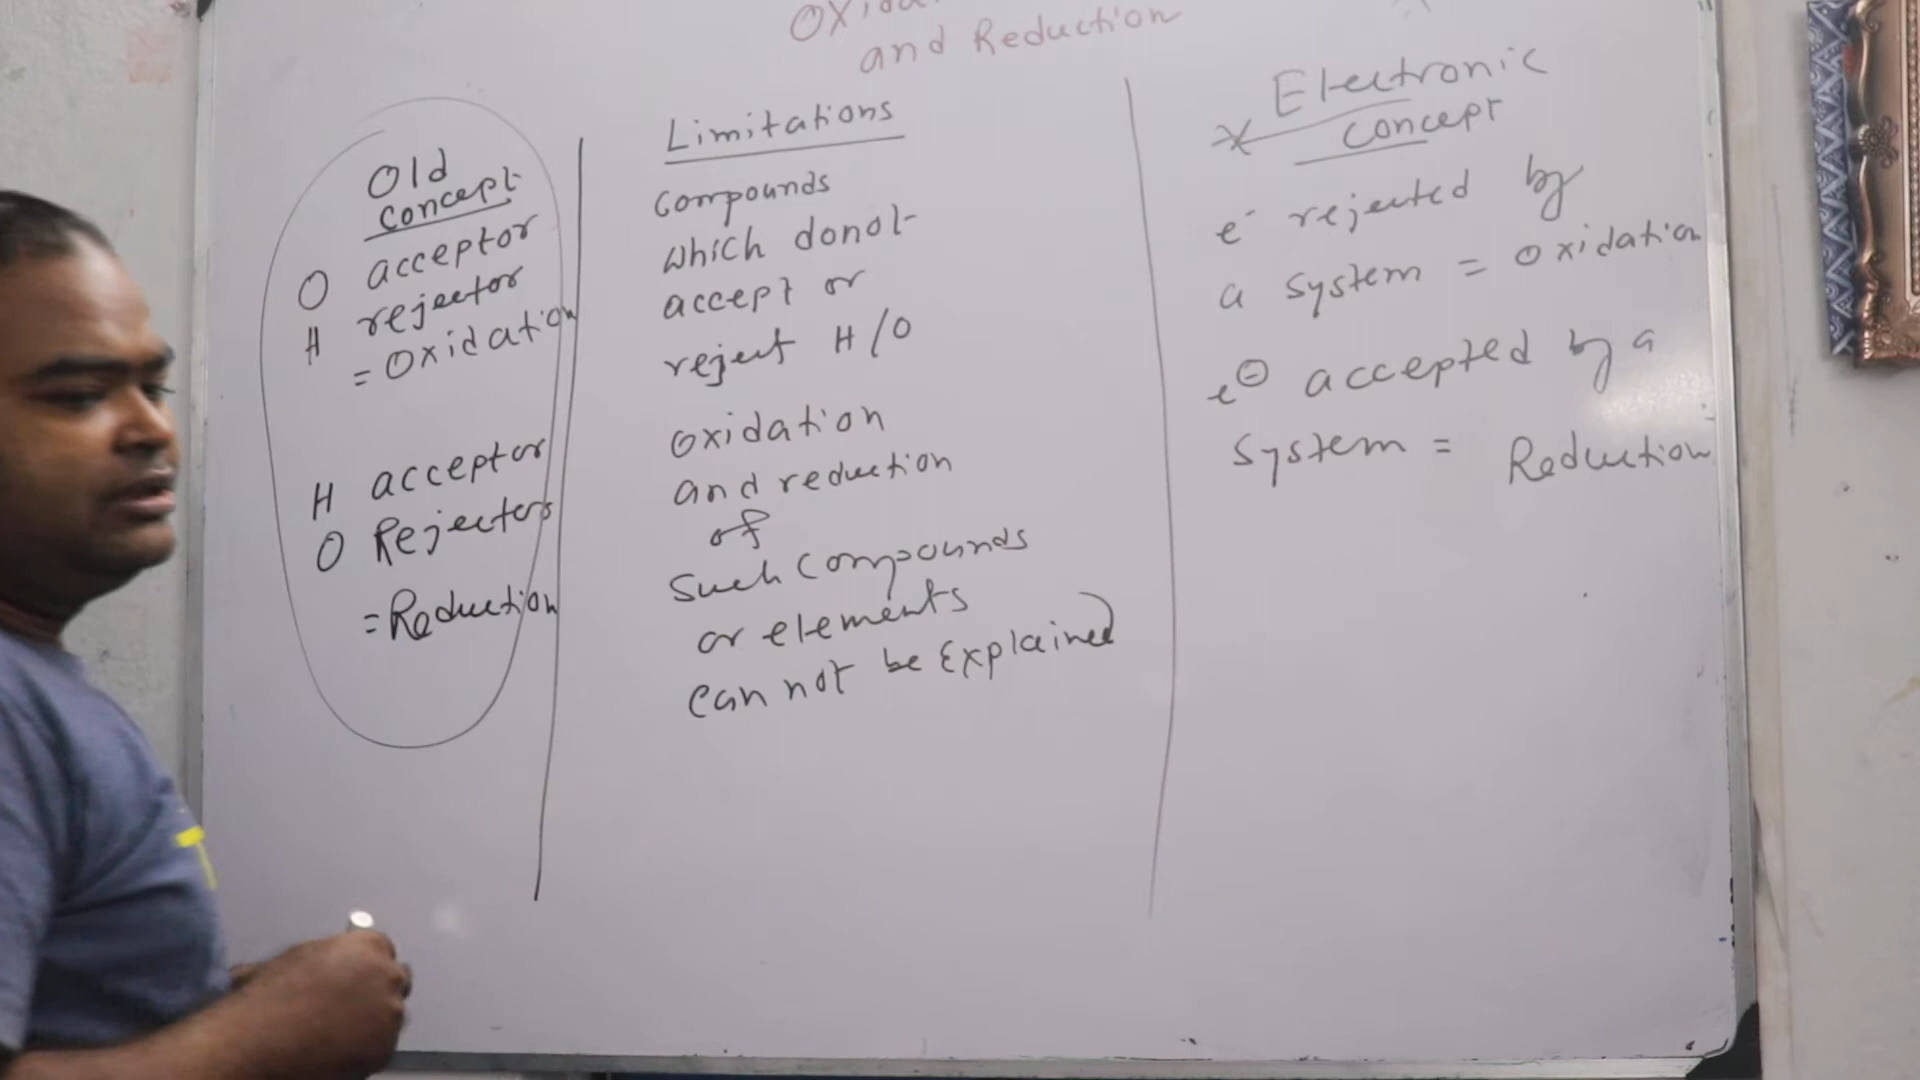 and Reduction
Old
concept
O acceptor
H rejector
= Oxidation
H acceptor
O Rejectors
= Reduction
Limitations
compounds
which donot
accept or
reject H/O
oxidation
and reduction
of
such compounds
or elements
can not be Explained
Electronic
concept
e⁻ rejected by
a system = oxidation
e⊖ accepted by a
system = Reduction